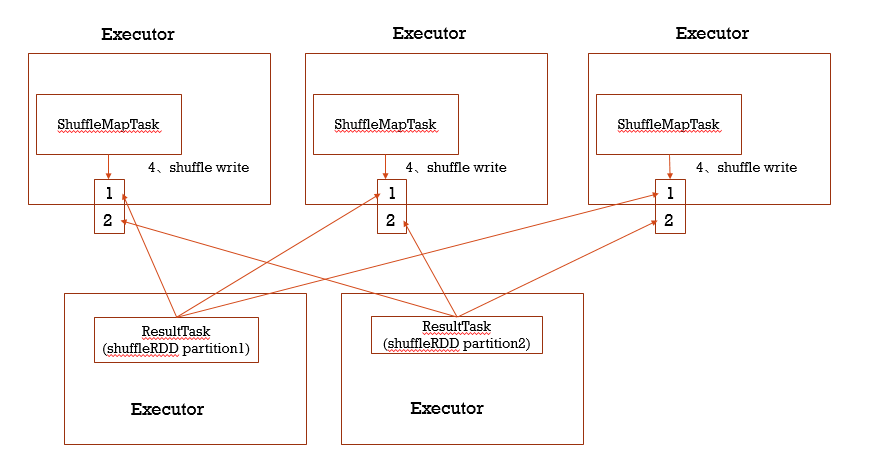 Executor
Executor
Executor
ShuffleMapTask
ShuffleMapTask
ShuffleMapTask
4、shuffle write
4、shuffle write
4、shuffle write
1
1
1
2
2
2
ResultTask
(shuffleRDD partition1)
ResultTask
(shuffleRDD partition2)
Executor
Executor